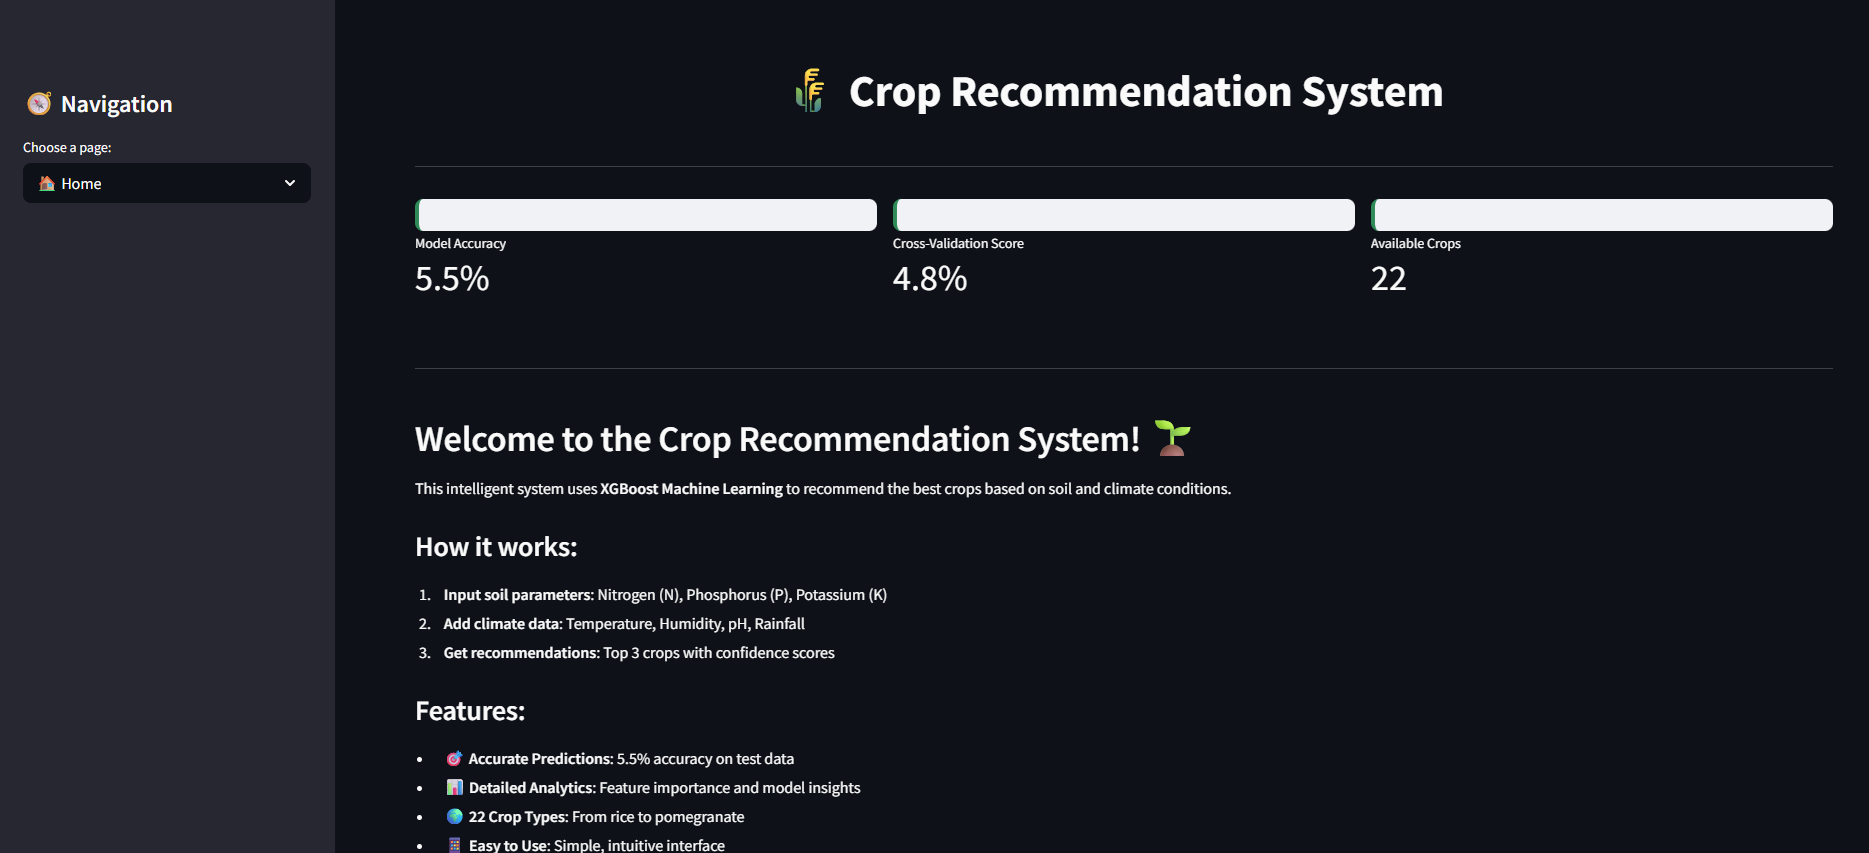 Navigation
Choose a page:
Home
Crop Recommendation System
Model Accuracy
5.5%
Cross-Validation Score
4.8%
Available Crops
22
Welcome to the Crop Recommendation System!
This intelligent system uses XGBoost Machine Learning to recommend the best crops based on soil and climate conditions.
How it works:
1. Input soil parameters: Nitrogen (N), Phosphorus (P), Potassium (K)
2. Add climate data: Temperature, Humidity, pH, Rainfall
3. Get recommendations: Top 3 crops with confidence scores
Features:
• Accurate Predictions: 5.5% accuracy on test data
• Detailed Analytics: Feature importance and model insights
• 22 Crop Types: From rice to pomegranate
• Easy to Use: Simple, intuitive interface